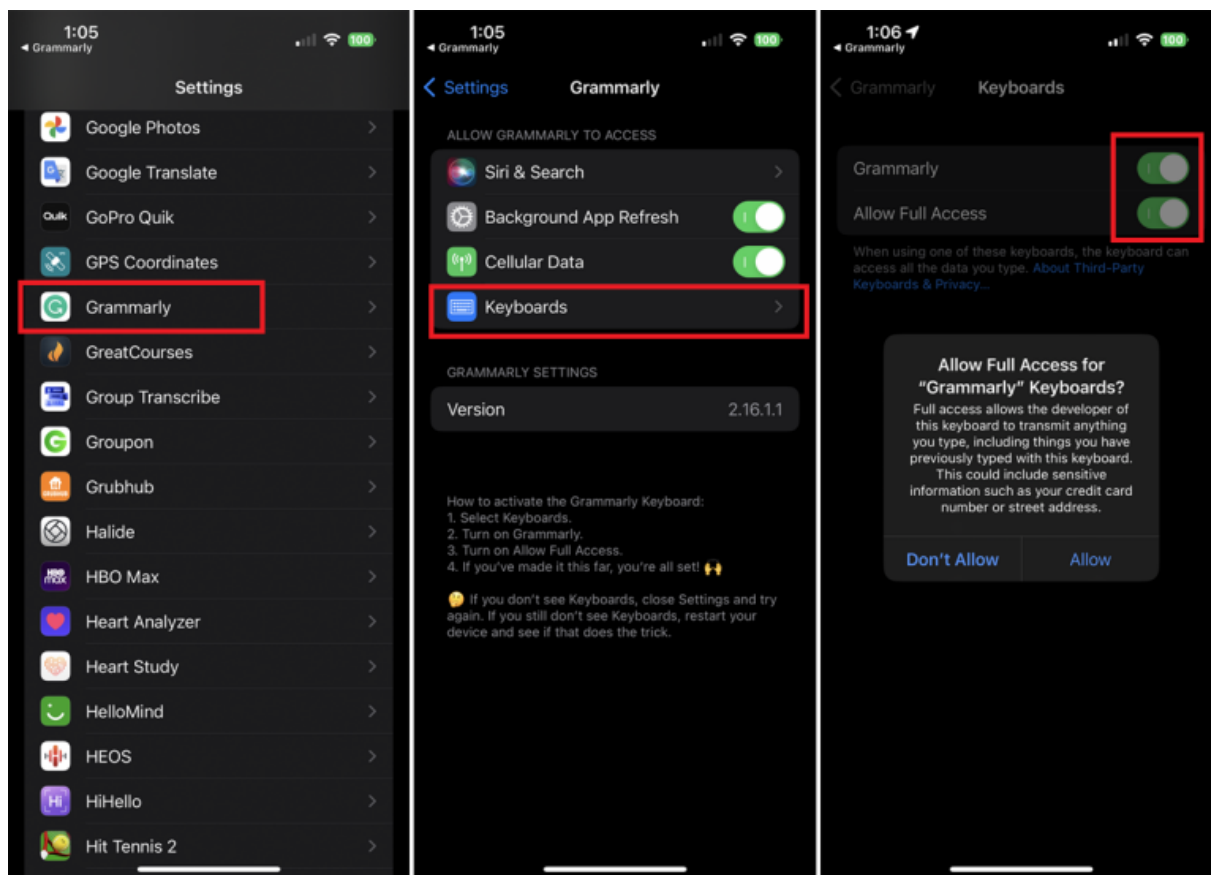 1:05
◀ Grammarly
100
Settings
Google Photos
Google Translate
Quik
GoPro Quik
GPS Coordinates
Grammarly
GreatCourses
Group Transcribe
Groupon
GRUBHUB
Grubhub
Halide
HBO
max
HBO Max
Heart Analyzer
Heart Study
HelloMind
HEOS
Hi
HiHello
Hit Tennis 2
1:05
◀ Grammarly
100
Settings
Grammarly
ALLOW GRAMMARLY TO ACCESS
Siri & Search
Background App Refresh
Cellular Data
Keyboards
GRAMMARLY SETTINGS
Version 2.16.1.1
How to activate the Grammarly Keyboard:
1. Select Keyboards.
2. Turn on Grammarly.
3. Turn on Allow Full Access.
4. If you've made it this far, you're all set! 🙌
🤔 If you don't see Keyboards, close Settings and try
again. If you still don't see Keyboards, restart your
device and see if that does the trick.
1:06
◀ Grammarly
100
Grammarly
Keyboards
Grammarly
Allow Full Access
When using one of these keyboards, the keyboard can
access all the data you type. About Third-Party
Keyboards & Privacy...
Allow Full Access for
“Grammarly” Keyboards?
Full access allows the developer of
this keyboard to transmit anything
you type, including things you have
previously typed with this keyboard.
This could include sensitive
information such as your credit card
number or street address.
Don't Allow
Allow